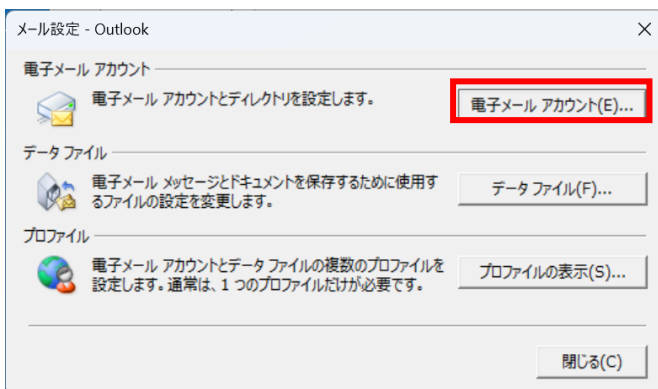 メール設定 - Outlook
電子メール アカウント
電子メール アカウントとディレクトリを設定します。
電子メール アカウント(E)...
データ ファイル
電子メール メッセージとドキュメントを保存するために使用す
るファイルの設定を変更します。
データ ファイル(F)...
プロファイル
電子メール アカウントとデータ ファイルの複数のプロファイルを
設定します。通常は、1 つのプロファイルだけが必要です。
プロファイルの表示(S)...
閉じる(C)